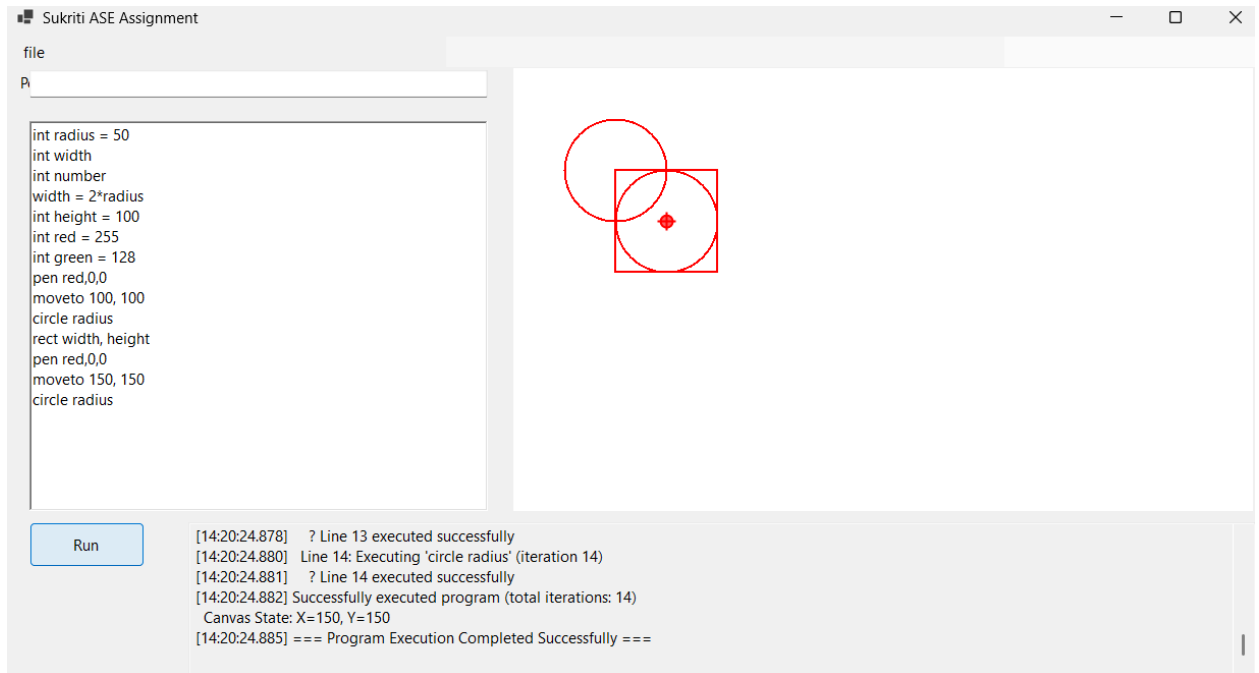 Sukriti ASE Assignment
file
int radius = 50
int width
int number
width = 2*radius
int height = 100
int red = 255
int green = 128
pen red,0,0
moveto 100, 100
circle radius
rect width, height
pen red,0,0
moveto 150, 150
circle radius
Run
[14:20:24.878] ? Line 13 executed successfully
[14:20:24.880] Line 14: Executing 'circle radius' (iteration 14)
[14:20:24.881] ? Line 14 executed successfully
[14:20:24.882] Successfully executed program (total iterations: 14)
Canvas State: X=150, Y=150
[14:20:24.885] === Program Execution Completed Successfully ===